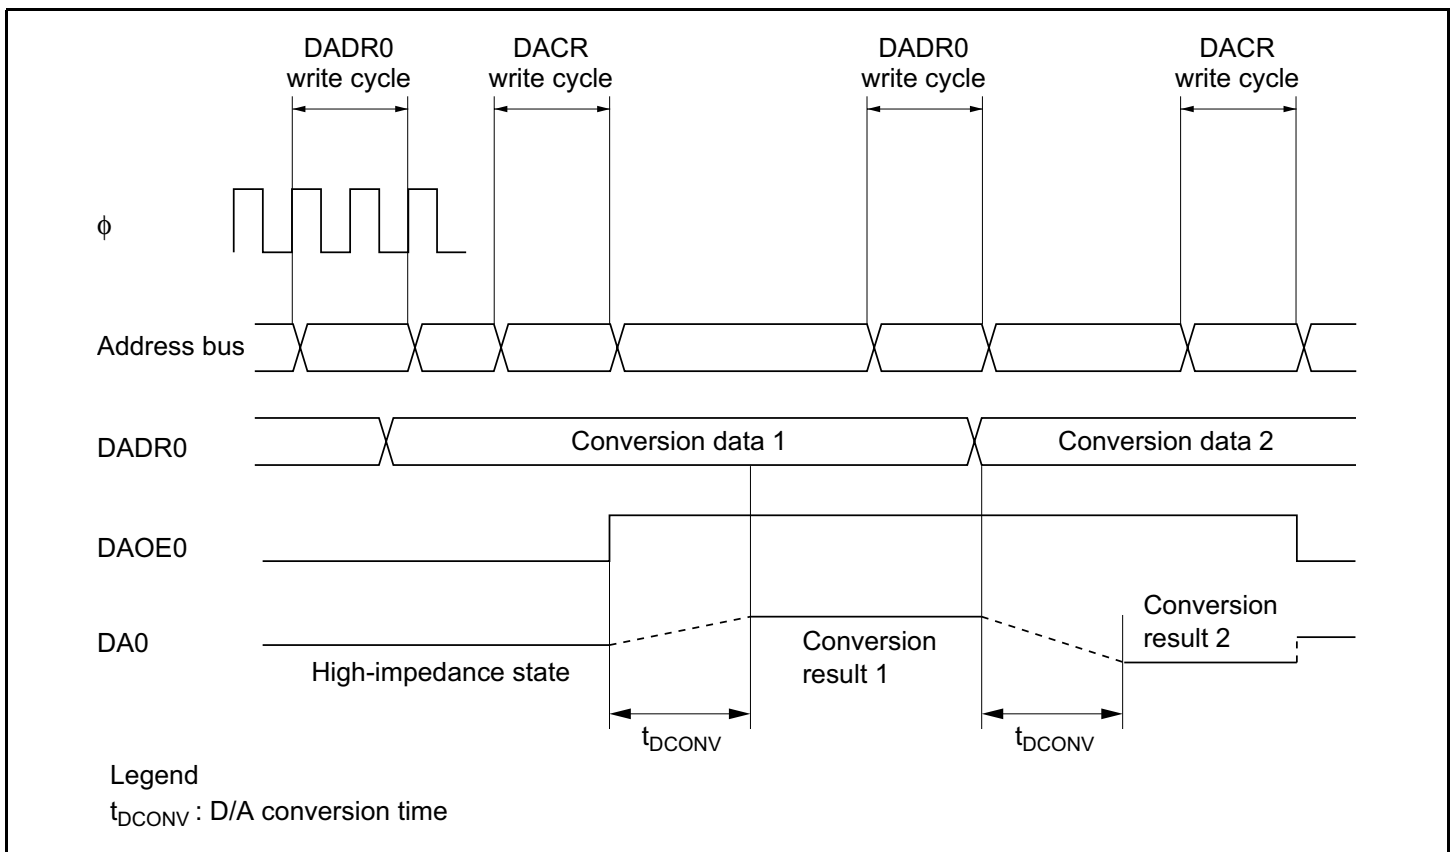 DADR0 write cycle
DACR write cycle
DADR0 write cycle
DACR write cycle
ϕ
Address bus
DADR0
Conversion data 1
Conversion data 2
DAOE0
DA0
High-impedance state
Conversion result 1
Conversion result 2
tDCONV
tDCONV
Legend
tDCONV : D/A conversion time